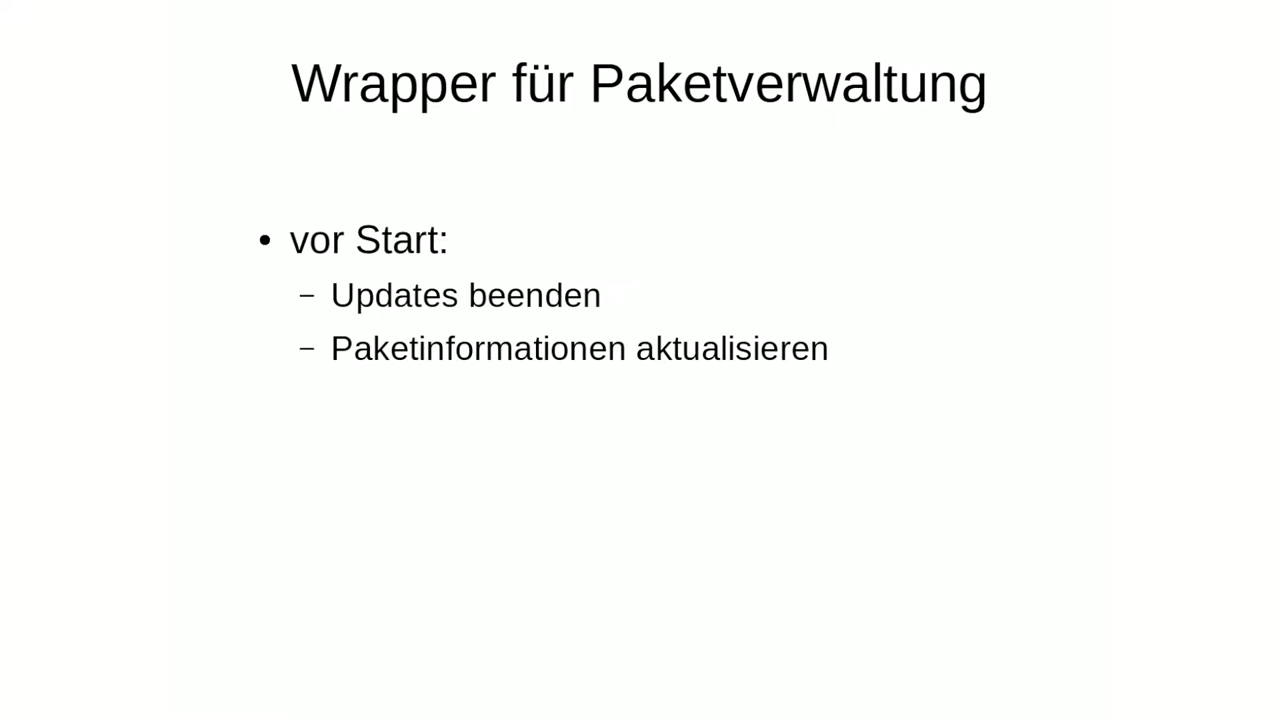 Wrapper für Paketverwaltung
• vor Start:
– Updates beenden
– Paketinformationen aktualisieren